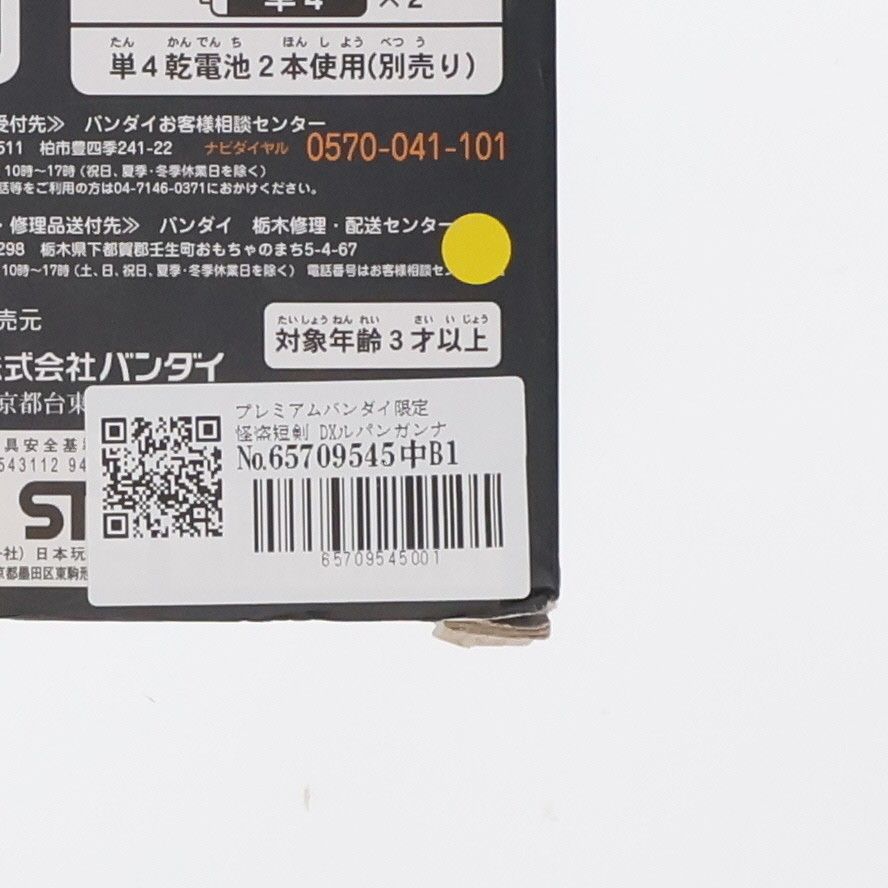 単4 ×2
たん かんでんち ほん しよう べつ う
単4乾電池2本使用(別売り)
受付先≫ バンダイお客様相談センター
511 柏市豊四季241-22 ナビダイヤル 0570-041-101
10時～17時(祝日、夏季・冬季休業日を除く)
話等をご利用の方は04-7146-0371におかけください。
・修理品送付先≫ バンダイ 栃木修理・配送センター
298 栃木県下都賀郡壬生町おもちゃのまち5-4-67
10時～17時(土、日、祝日、夏季・冬季休業日を除く) 電話番号はお客様相談セ
売元
たいしょうねんれい さいいじょう
対象年齢3才以上
式会社バンダイ
京都台東
プレミアムバンダイ限定
怪盗短剣 DXルパンガンナ
No.65709545中B1
65709545001
具安全基
543112 94
ST
社)日本玩
京都墨田区東駒形